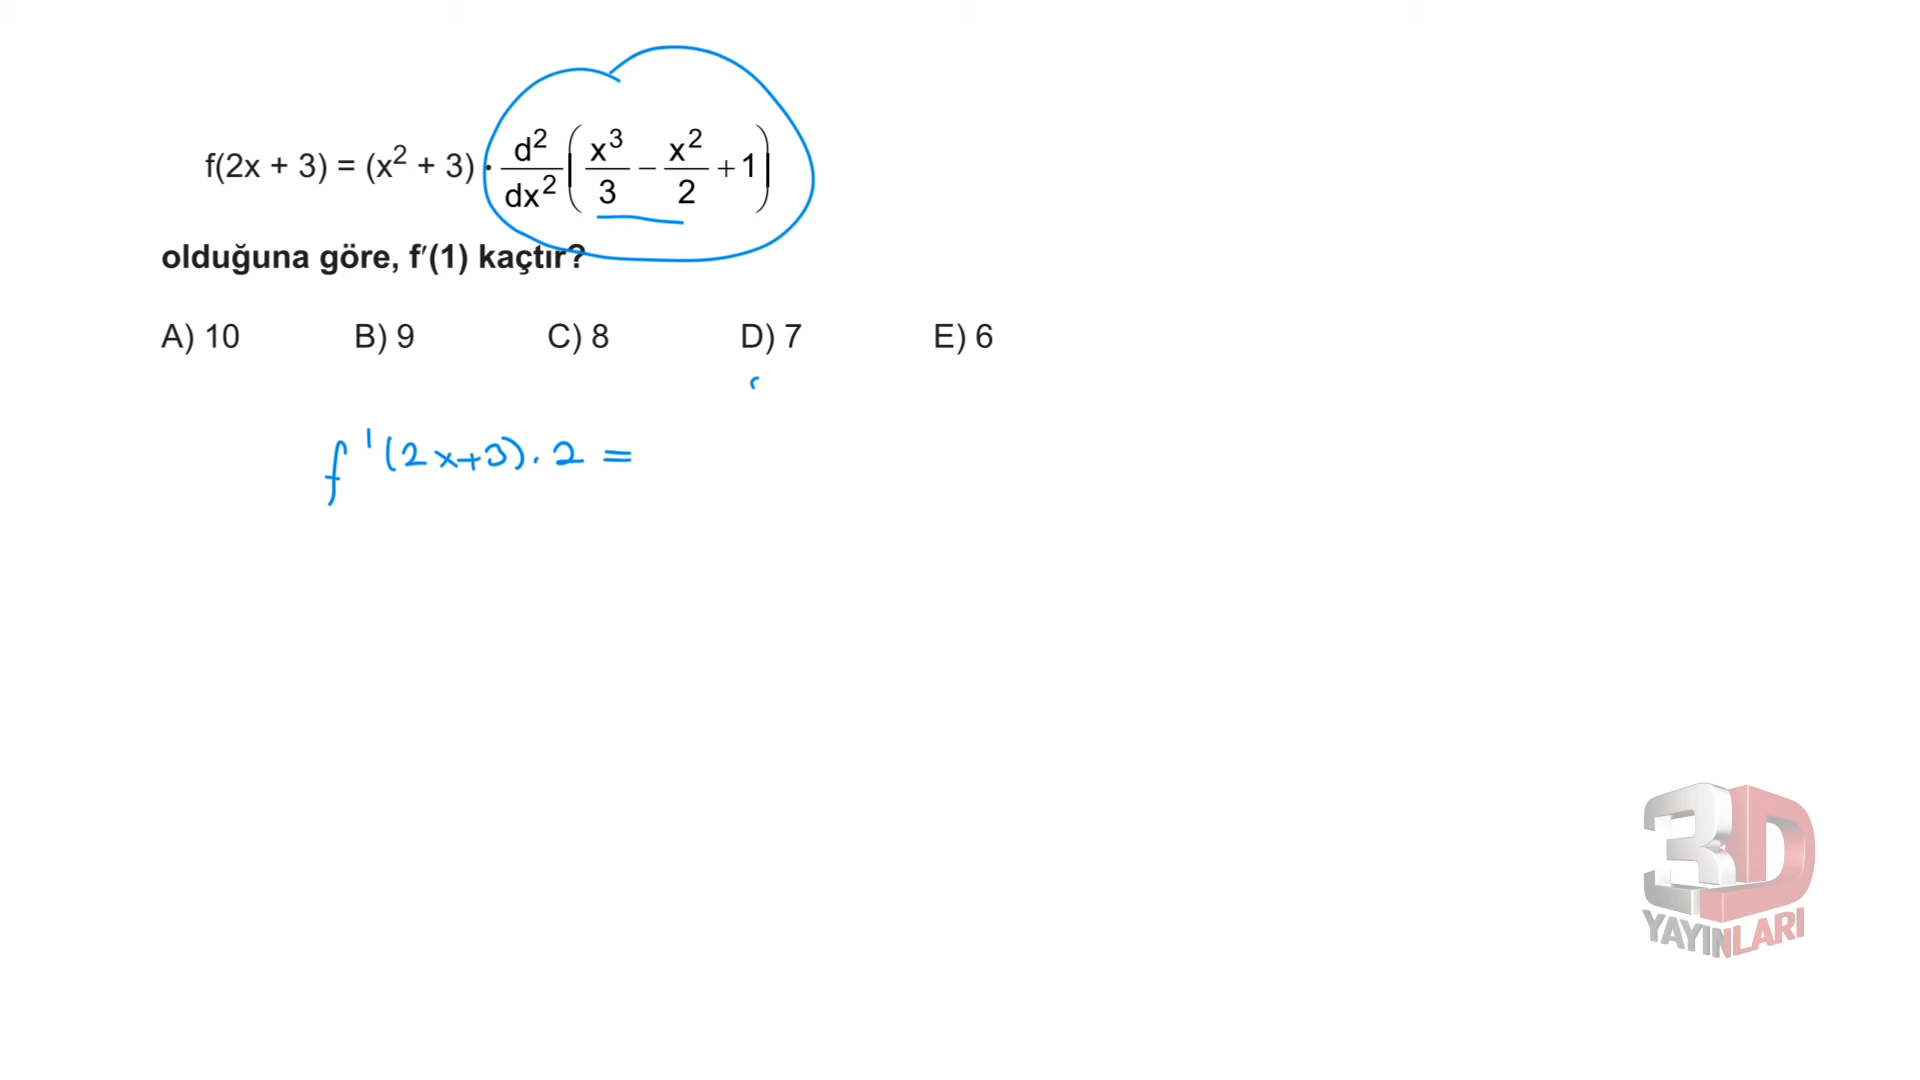 f(2x + 3) = (x² + 3) · d²/dx² (x³/3 − x²/2 + 1)
olduğuna göre, f′(1) kaçtır?
A) 10 B) 9 C) 8 D) 7 E) 6
f'(2x+3).2 =
3D
YAYINLARI